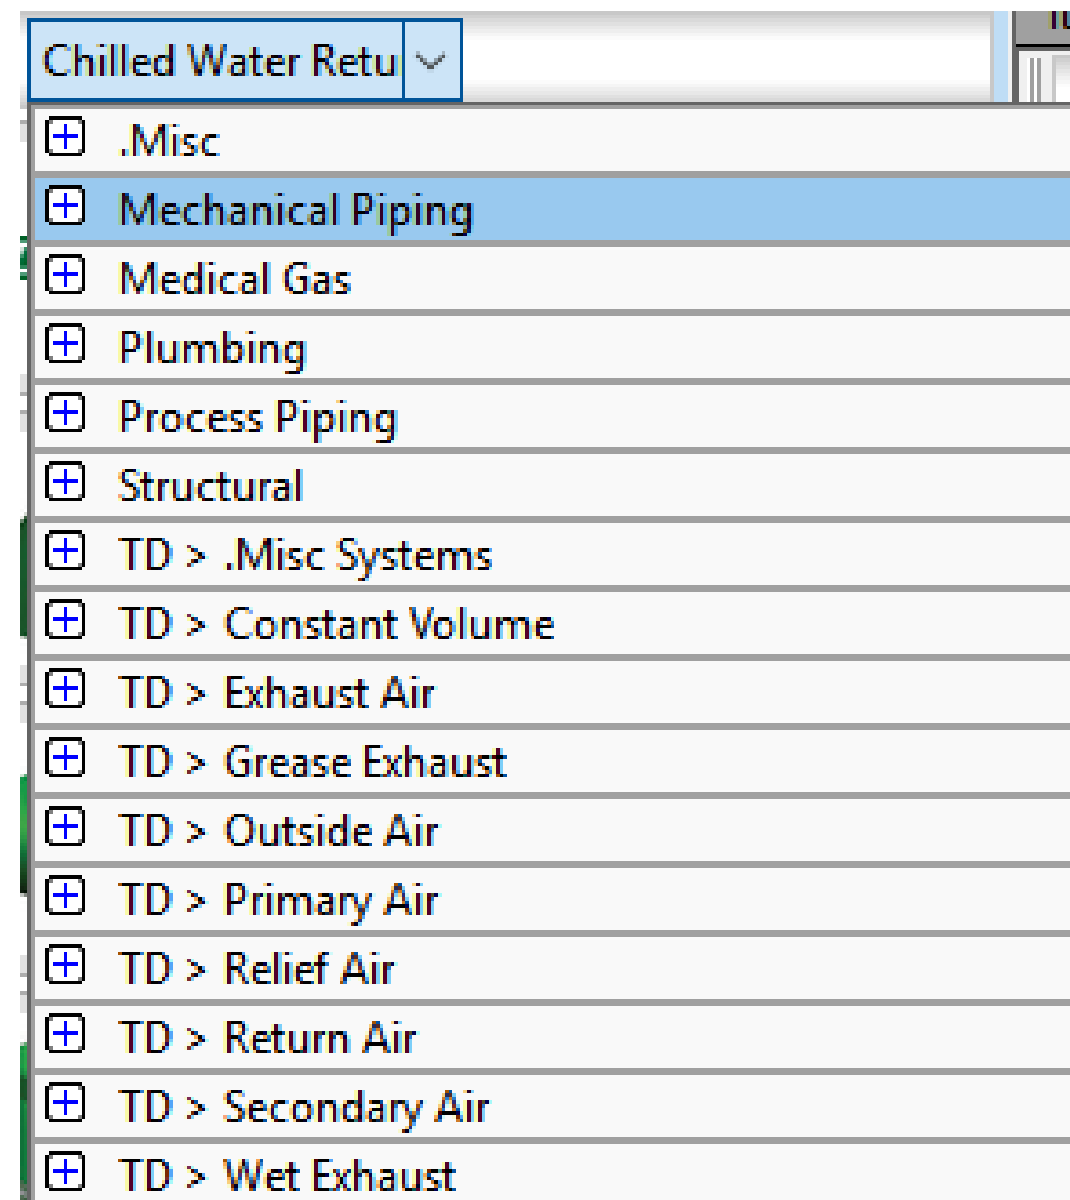 Chilled Water Retu
.Misc
Mechanical Piping
Medical Gas
Plumbing
Process Piping
Structural
TD > .Misc Systems
TD > Constant Volume
TD > Exhaust Air
TD > Grease Exhaust
TD > Outside Air
TD > Primary Air
TD > Relief Air
TD > Return Air
TD > Secondary Air
TD > Wet Exhaust